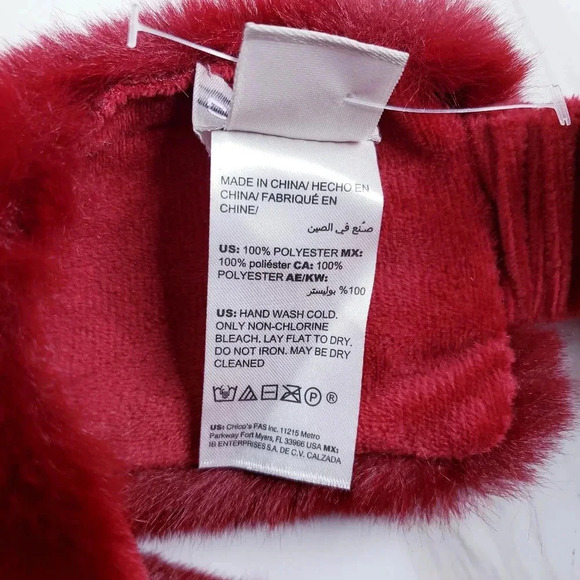 MADE IN CHINA/ HECHO EN
CHINA/ FABRIQUÉ EN
CHINE/
صنع في الصين
US: 100% POLYESTER MX:
100% poliéster CA: 100%
POLYESTER AE/KW:
100% بوليستر
US: HAND WASH COLD.
ONLY NON-CHLORINE
BLEACH. LAY FLAT TO DRY.
DO NOT IRON. MAY BE DRY
CLEANED
P ®
US: Chico's FAS Inc. 11215 Metro
Parkway Fort Myers, FL 33966 USA MX:
IB ENTERPRISES S.A. DE C.V. CALZADA